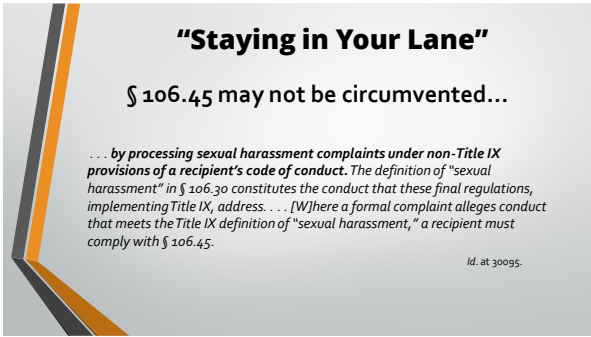 “Staying in Your Lane”
§ 106.45 may not be circumvented…
. . . by processing sexual harassment complaints under non-Title IX
provisions of a recipient’s code of conduct. The definition of “sexual
harassment” in § 106.30 constitutes the conduct that these final regulations,
implementing Title IX, address. . . . [W]here a formal complaint alleges conduct
that meets the Title IX definition of “sexual harassment,” a recipient must
comply with § 106.45.
Id. at 30095.